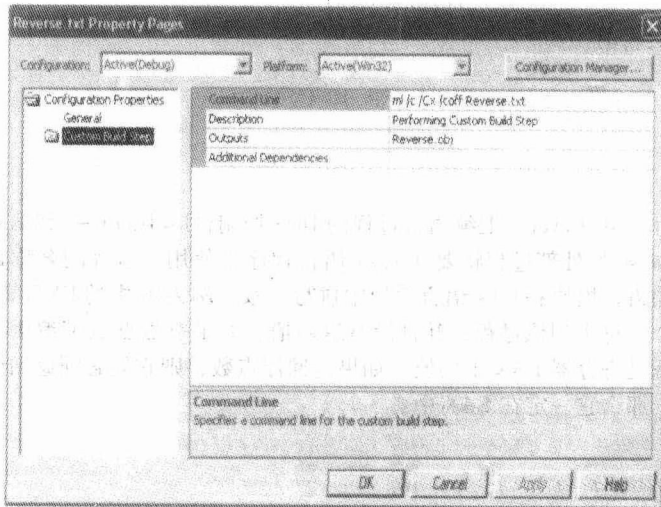 Reverse.txt Property Pages
Configuration: Active(Debug) Platform: Active(Win32) Configuration Manager...
Configuration Properties
General
Custom Build Step
Command Line ml /c /Cx /coff Reverse.txt
Description Performing Custom Build Step
Outputs Reverse.obj
Additional Dependencies
Command Line
Specifies a command line for the custom build step.
OK Cancel Apply Help